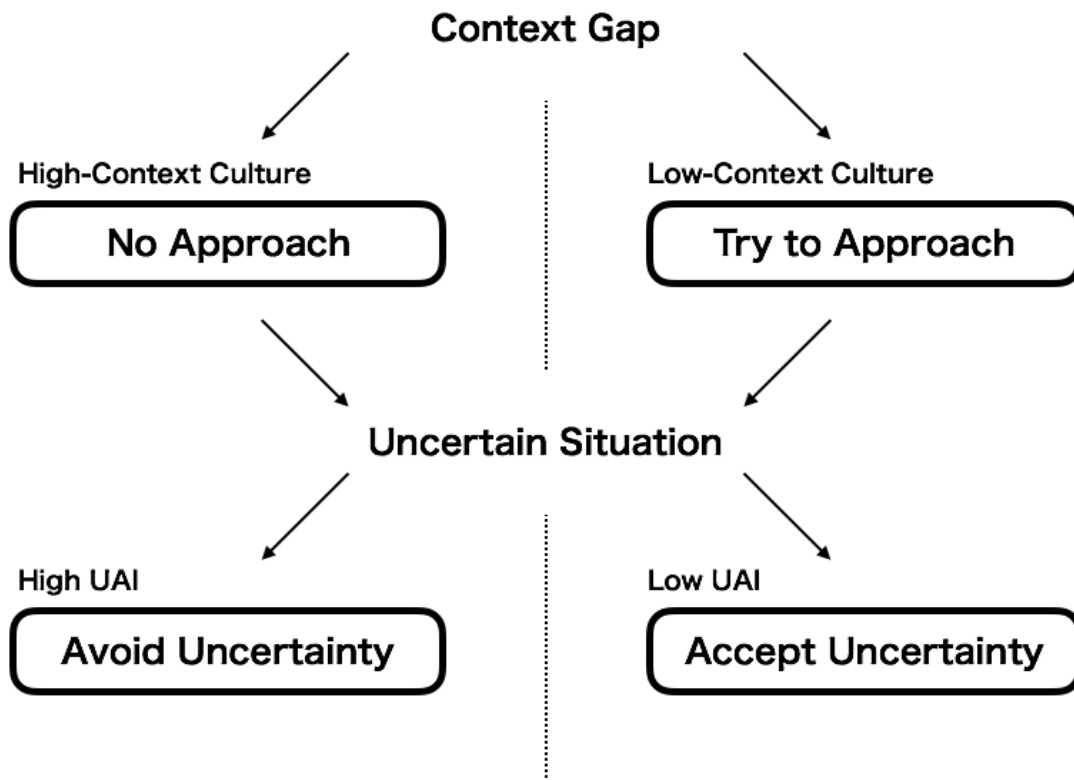 Context Gap
High-Context Culture
No Approach
Low-Context Culture
Try to Approach
Uncertain Situation
High UAI
Avoid Uncertainty
Low UAI
Accept Uncertainty